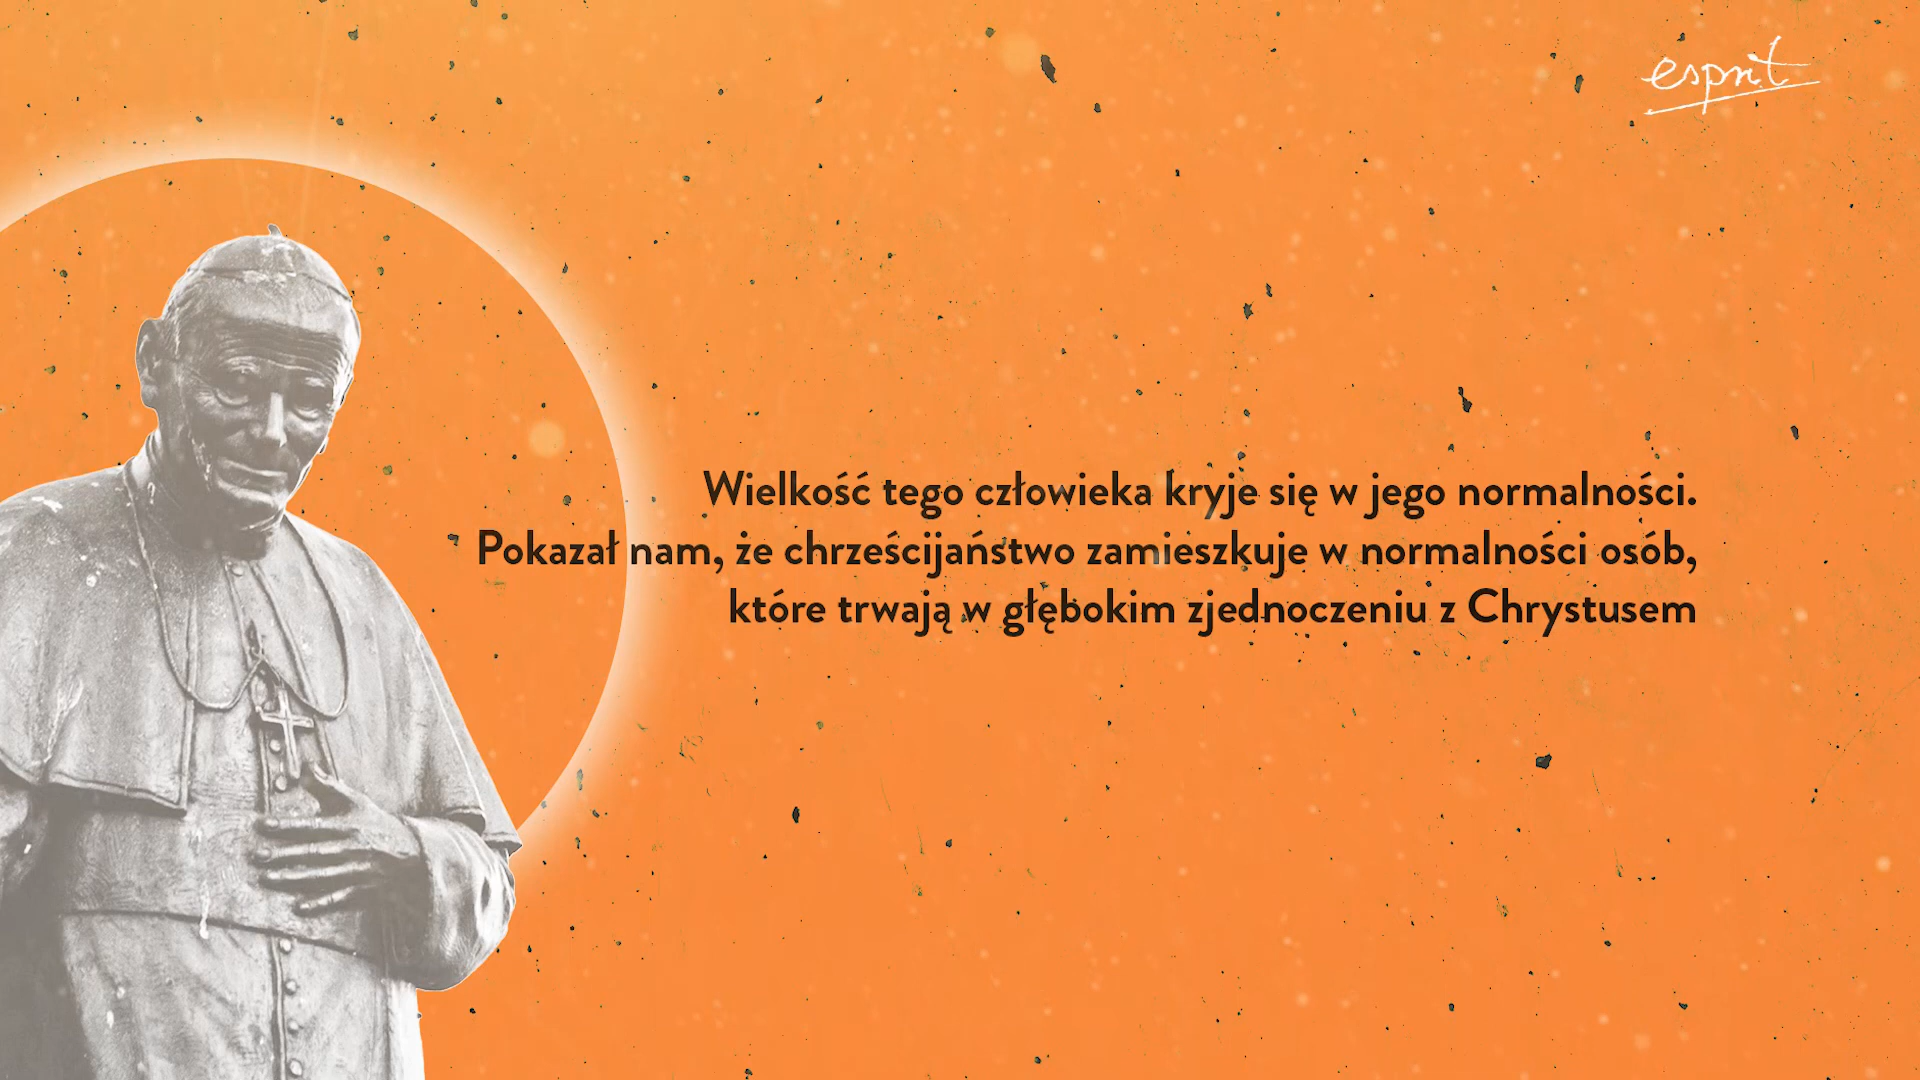 esprit
Wielkość tego człowieka kryje się w jego normalności.
Pokazał nam, że chrześcijaństwo zamieszkuje w normalności osób,
które trwają w głębokim zjednoczeniu z Chrystusem